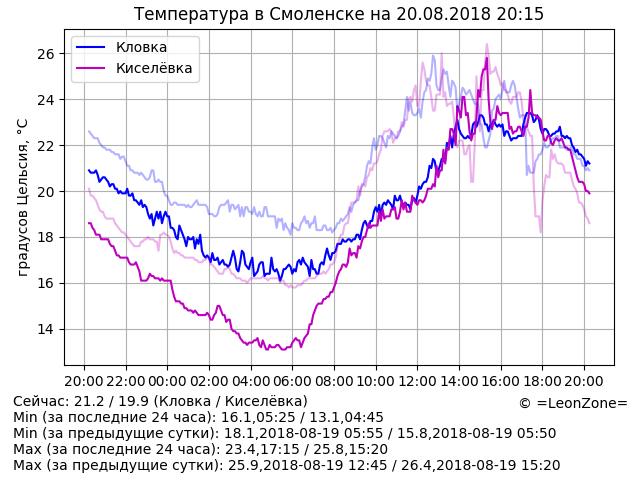 Температура в Смоленске на 20.08.2018 20:15
Кловка
Киселёвка
градусов Цельсия, °C
26
24
22
20
18
16
14
20:00 22:00 00:00 02:00 04:00 06:00 08:00 10:00 12:00 14:00 16:00 18:00 20:00
Сейчас: 21.2 / 19.9 (Кловка / Киселёвка)
© =LeonZone=
Min (за последние 24 часа): 16.1,05:25 / 13.1,04:45
Min (за предыдущие сутки): 18.1,2018-08-19 05:55 / 15.8,2018-08-19 05:50
Max (за последние 24 часа): 23.4,17:15 / 25.8,15:20
Max (за предыдущие сутки): 25.9,2018-08-19 12:45 / 26.4,2018-08-19 15:20